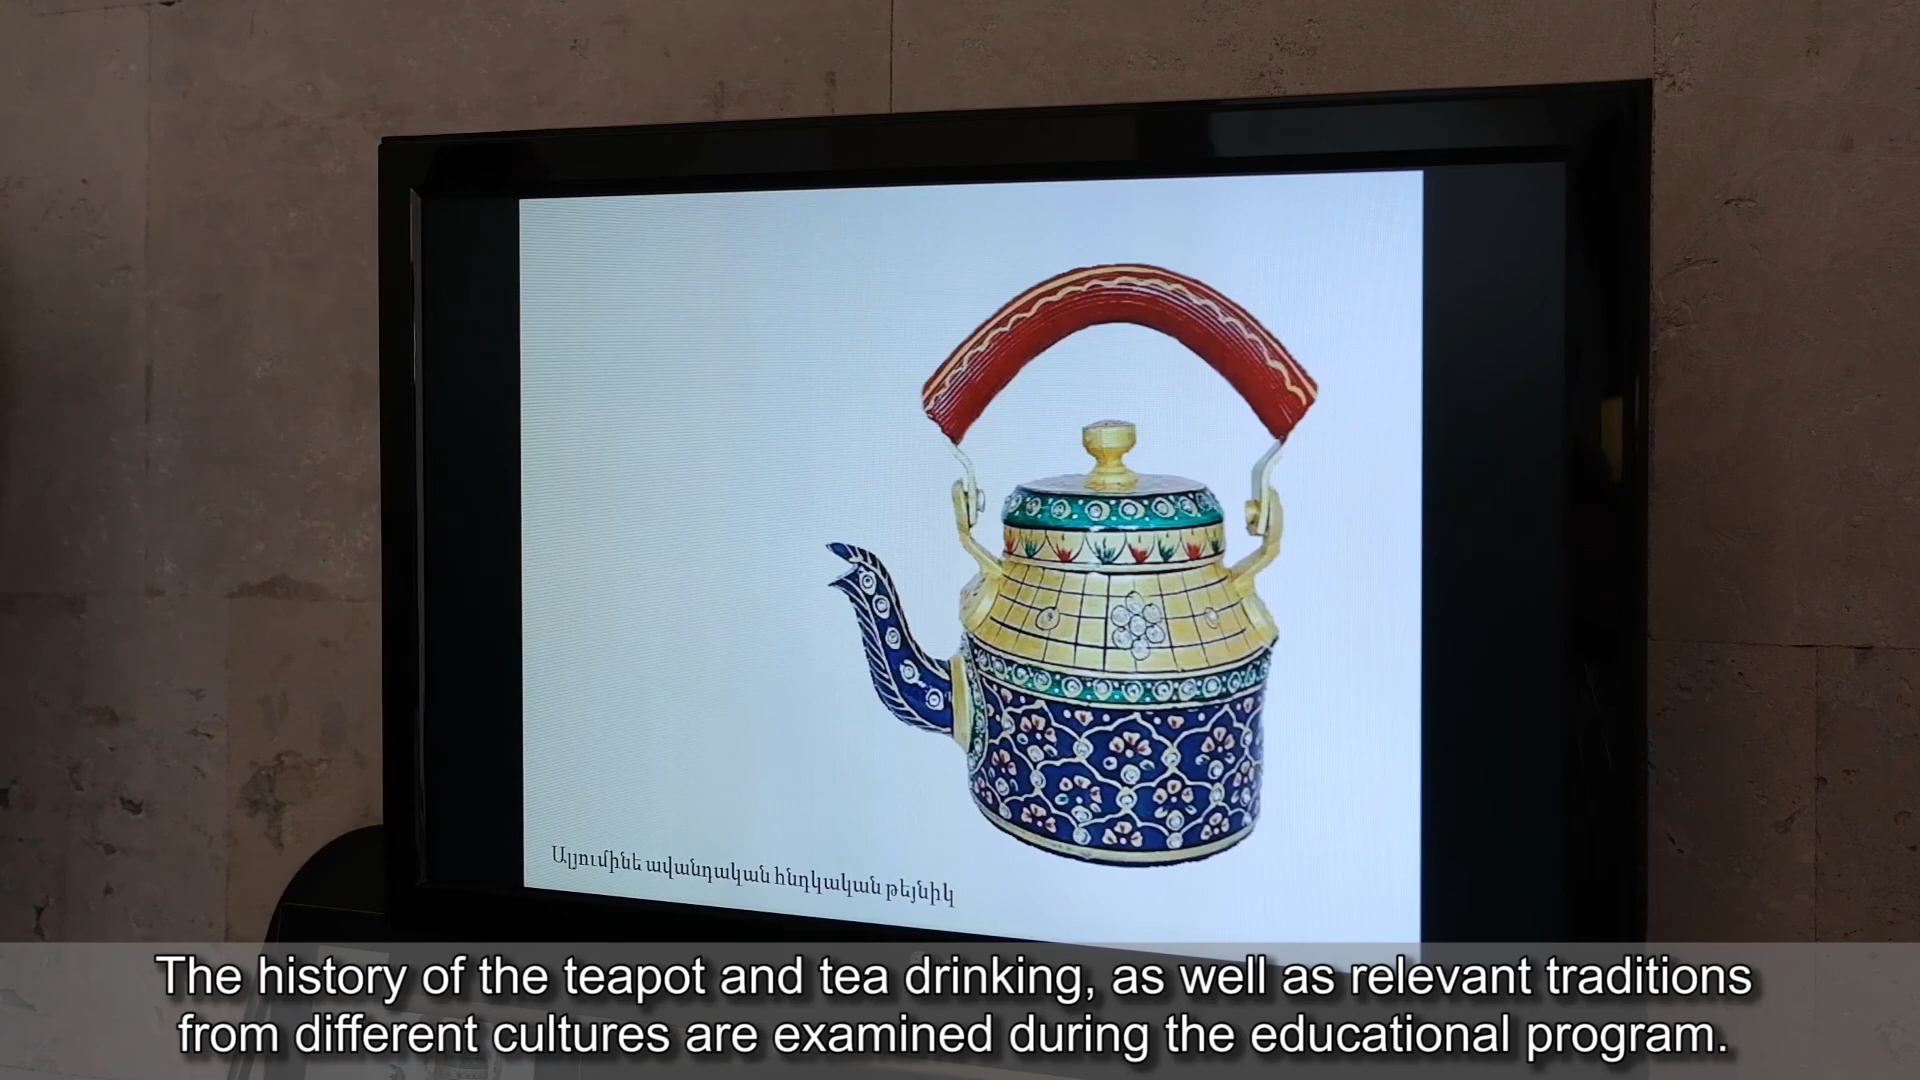 Ալյումինե ավանդական հնդկական թեյնիկ
The history of the teapot and tea drinking, as well as relevant traditions
from different cultures are examined during the educational program.